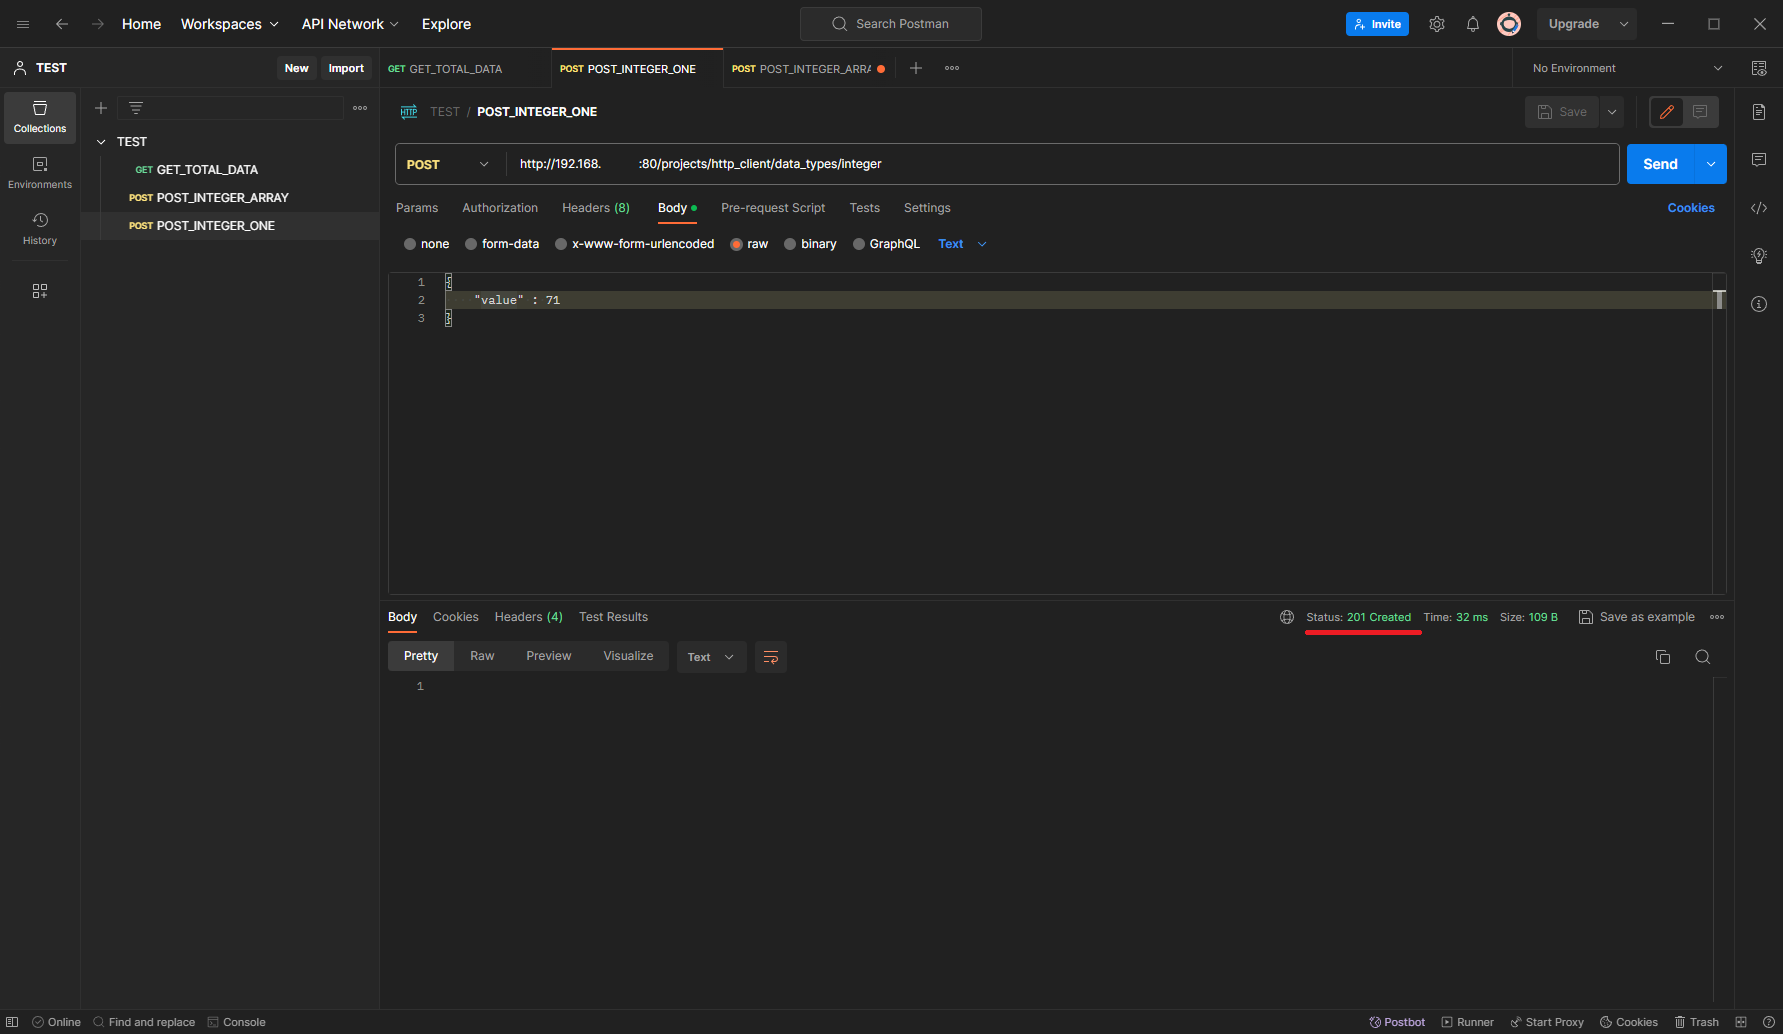 Home Workspaces API Network Explore Search Postman Invite Upgrade
TEST New Import GET GET_TOTAL_DATA POST POST_INTEGER_ONE POST POST_INTEGER_ARRA No Environment
Collections
Environments
History
TEST
GET GET_TOTAL_DATA
POST POST_INTEGER_ARRAY
POST POST_INTEGER_ONE
HTTP TEST / POST_INTEGER_ONE Save
POST http://192.168. :80/projects/http_client/data_types/integer Send
Params Authorization Headers (8) Body Pre-request Script Tests Settings Cookies
none form-data x-www-form-urlencoded raw binary GraphQL Text
1 {
2 "value" : 71
3 }
Body Cookies Headers (4) Test Results Status: 201 Created Time: 32 ms Size: 109 B Save as example
Pretty Raw Preview Visualize Text
1
Online Find and replace Console Postbot Runner Start Proxy Cookies Trash